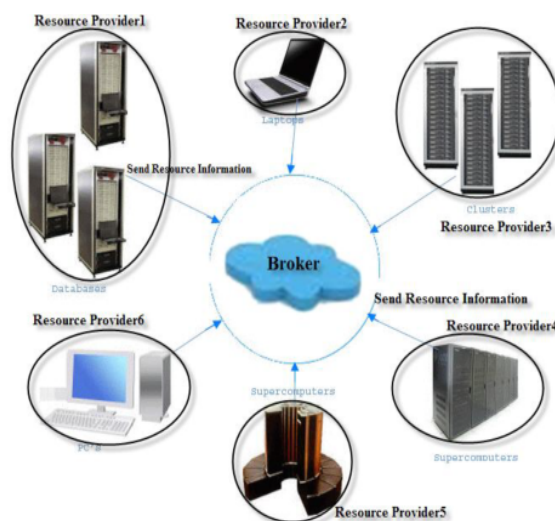 Resource Provider1
Resource Provider2
Laptops
Send Resource Information
Clusters
Resource Provider3
Databases
Broker
Send Resource Information
Resource Provider6
Resource Provider4
PC's
Supercomputers
Supercomputers
Resource Provider5